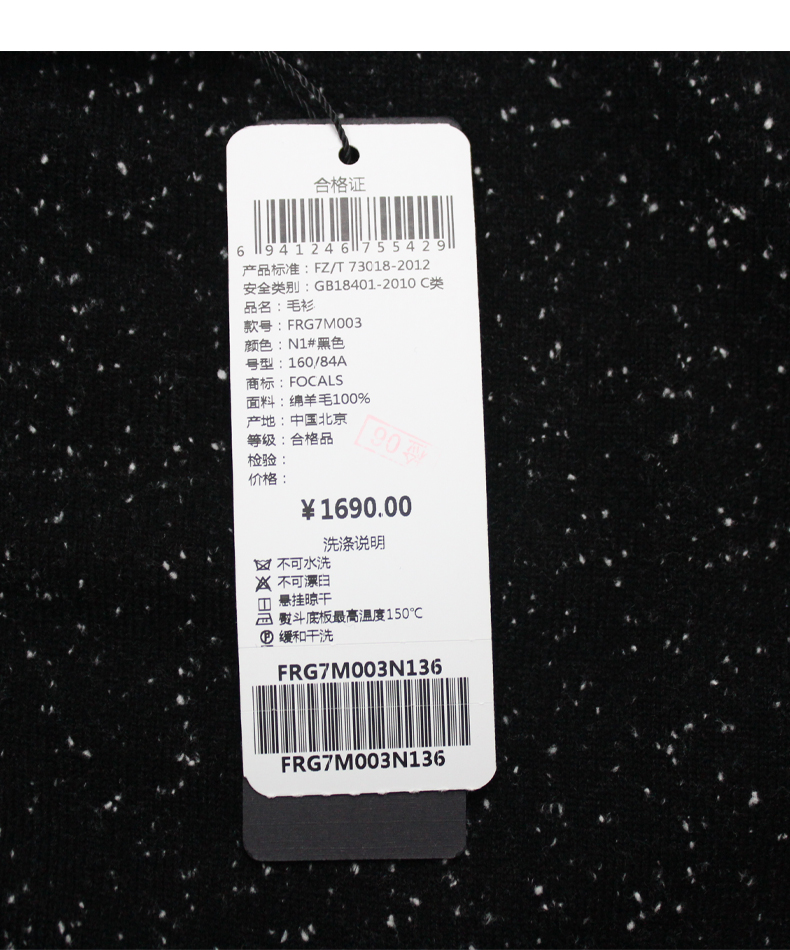 合格证
6 941246 755429
产品标准：FZ/T 73018-2012
安全类别：GB18401-2010 C类
品名：毛衫
款号：FRG7M003
颜色：N1#黑色
号型：160/84A
商标：FOCALS
面料：绵羊毛100%
产地：中国北京
等级：合格品
检验：
价格：
¥1690.00
洗涤说明
不可水洗
不可漂白
悬挂晾干
熨斗底板最高温度150℃
缓和干洗
FRG7M003N136
FRG7M003N136